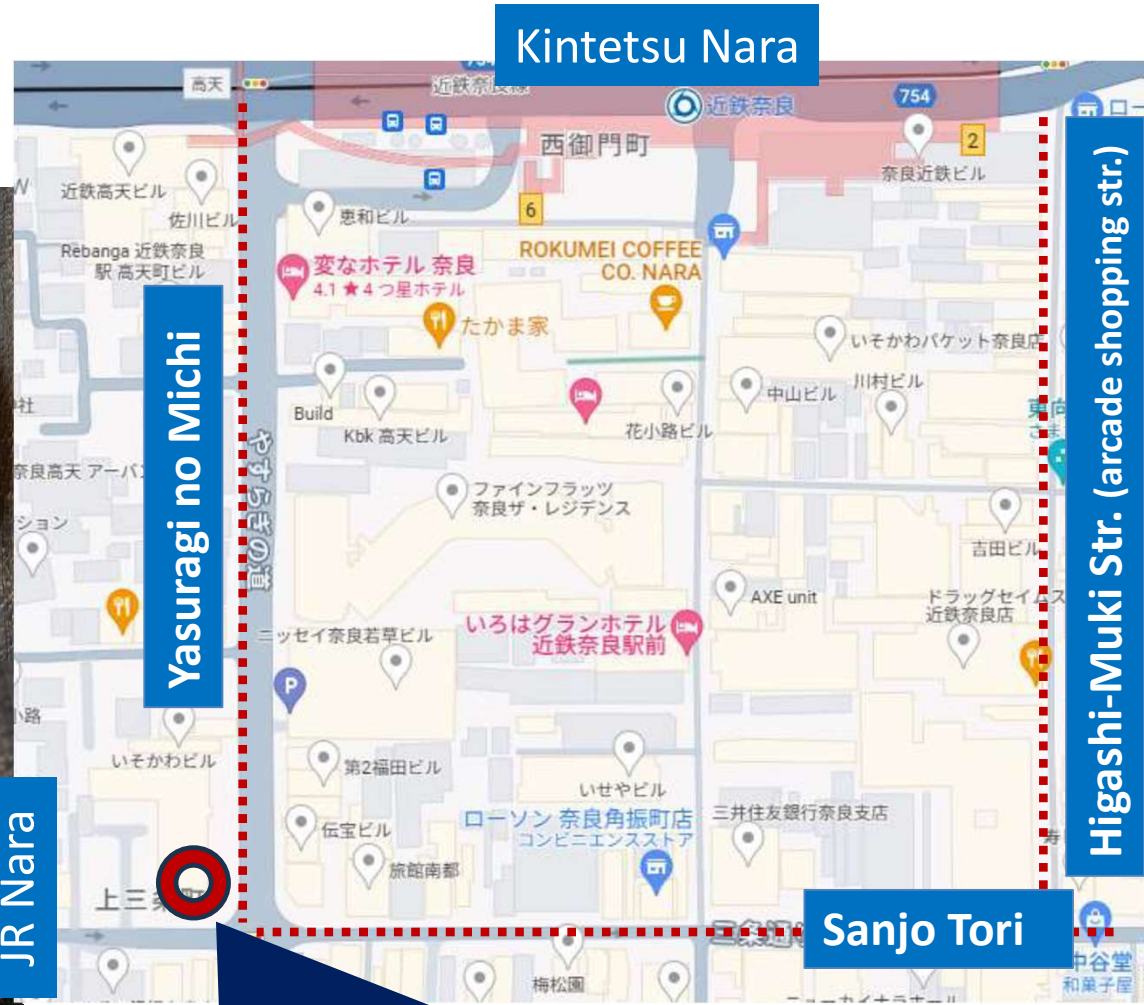 Kintetsu Nara
高天
近鉄奈良線
近鉄奈良
754
西御門町
2
奈良近鉄ビル
近鉄高天ビル
佐川ビル
恵和ビル
6
Rebanga 近鉄奈良
駅 高天町ビル
変なホテル 奈良
4.1 ★ 4 つ星ホテル
ROKUMEI COFFEE
CO. NARA
たかま家
いそかわパケット奈良店
Build
Kbk 高天ビル
花小路ビル
中山ビル
川村ビル
Yasuragi no Michi
やすらぎの道
Higashi-Muki Str. (arcade shopping str.)
ファインフラッツ
奈良ザ・レジデンス
吉田ビル
AXE unit
ドラッグセイムス
近鉄奈良店
いろはグランホテル
近鉄奈良駅前
ニッセイ奈良若草ビル
P
いそかわビル
第2福田ビル
いせやビル
伝宝ビル
ローソン 奈良角振町店
コンビニエンスストア
三井住友銀行奈良支店
旅館南都
JR Nara
上三条町
三条通り
Sanjo Tori
梅松園
中谷堂
和菓子屋